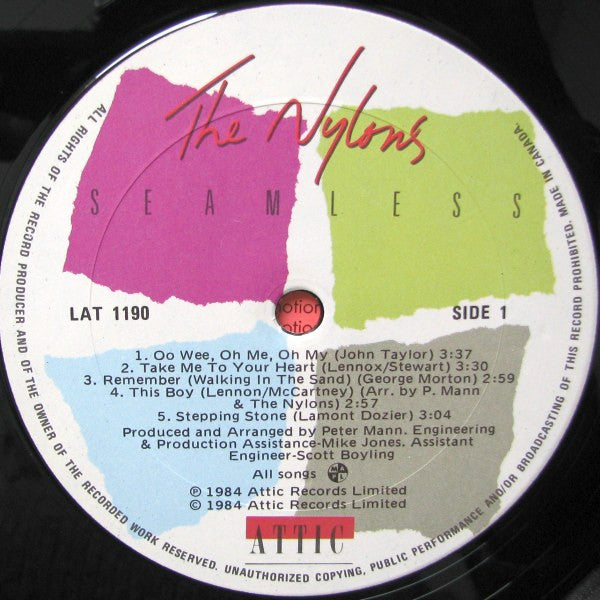 The Nylons
SEAMLESS
LAT 1190
SIDE 1
otion
otion
1. Oo Wee, Oh Me, Oh My (John Taylor) 3:37
2. Take Me To Your Heart (Lennox/Stewart) 3:30
3. Remember (Walking In The Sand) (George Morton) 2:59
4. This Boy (Lennon/McCartney) (Arr. by P. Mann
& The Nylons) 2:57
5. Stepping Stone (Lamont Dozier) 3:04
Produced and Arranged by Peter Mann. Engineering
& Production Assistance-Mike Jones. Assistant
Engineer-Scott Boyling
All songs
℗ 1984 Attic Records Limited
© 1984 Attic Records Limited
ATTIC
ALL RIGHTS OF THE RECORD PRODUCER AND OF THE OWNER OF THE RECORDED WORK RESERVED. UNAUTHORIZED COPYING, PUBLIC PERFORMANCE AND/OR BROADCASTING OF THIS RECORD PROHIBITED. MADE IN CANADA.